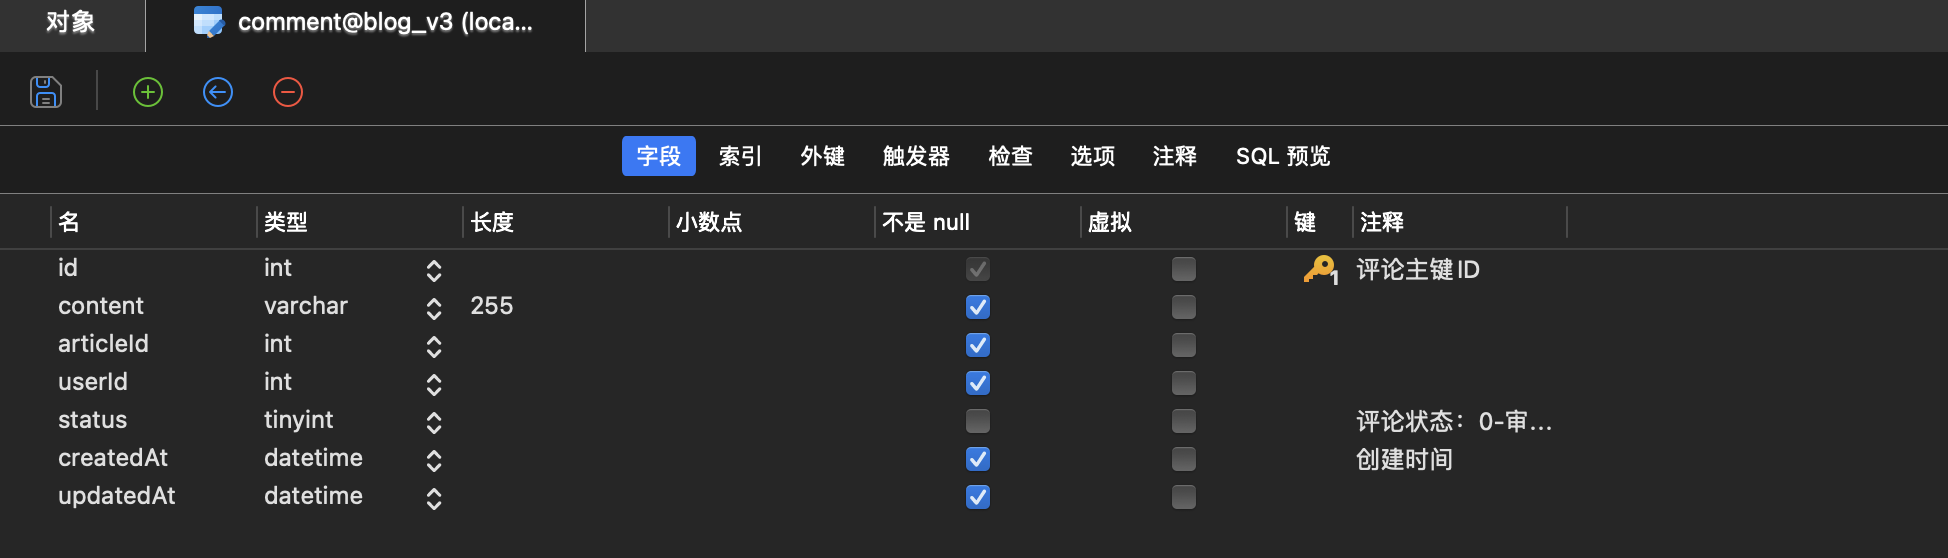 对象 comment@blog_v3 (loca...
字段 索引 外键 触发器 检查 选项 注释 SQL 预览
名 类型 长度 小数点 不是 null 虚拟 键 注释
id int 1 评论主键ID
content varchar 255
articleId int
userId int
status tinyint 评论状态：0-审...
createdAt datetime 创建时间
updatedAt datetime